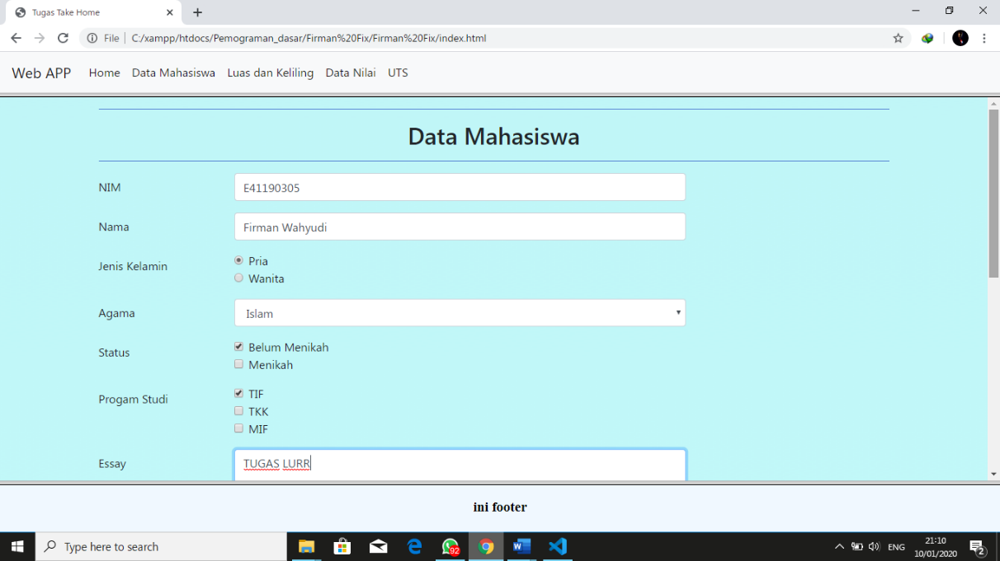 Tugas Take Home
File C:/xampp/htdocs/Pemograman_dasar/Firman%20Fix/Firman%20Fix/index.html
Web APP Home Data Mahasiswa Luas dan Keliling Data Nilai UTS
Data Mahasiswa
NIM E41190305
Nama Firman Wahyudi
Jenis Kelamin Pria
Wanita
Agama Islam
Status Belum Menikah
Menikah
Progam Studi TIF
TKK
MIF
Essay TUGAS LURR
ini footer
Type here to search 92 ENG 21:10
10/01/2020 2